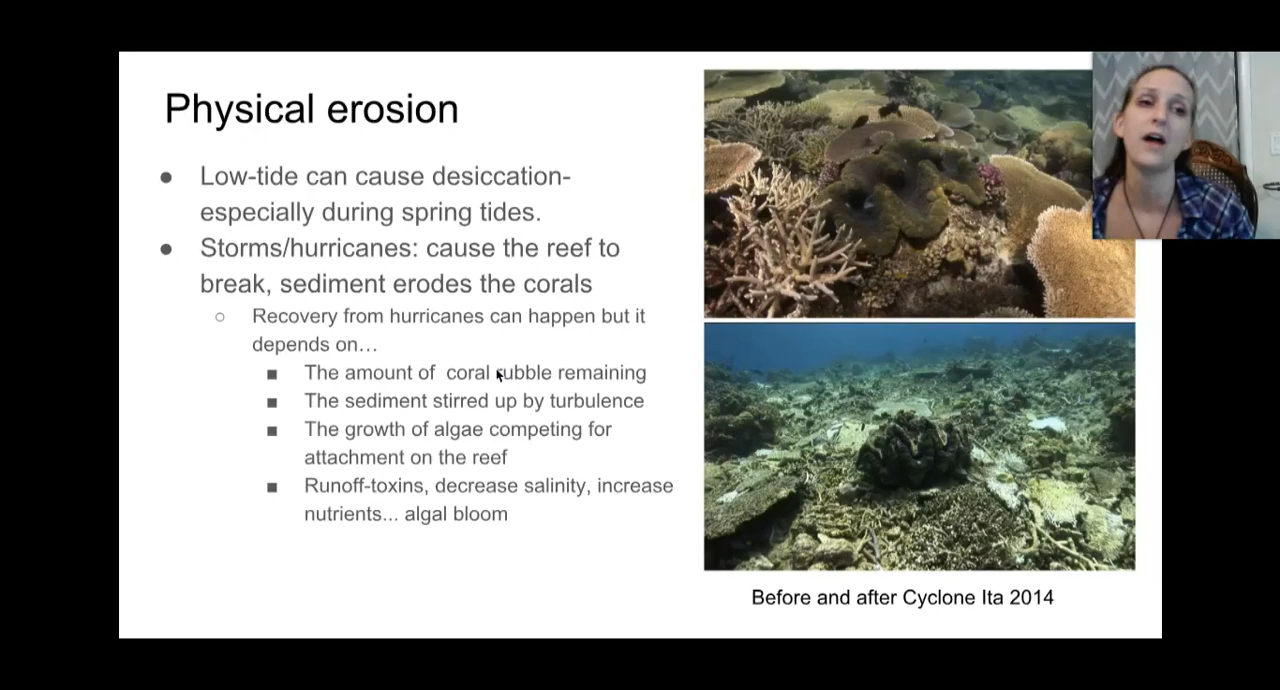 Physical erosion
● Low-tide can cause desiccation-
especially during spring tides.
● Storms/hurricanes: cause the reef to
break, sediment erodes the corals
○ Recovery from hurricanes can happen but it
depends on…
■ The amount of  coral rubble remaining
■ The sediment stirred up by turbulence
■ The growth of algae competing for
attachment on the reef
■ Runoff-toxins, decrease salinity, increase
nutrients... algal bloom
Before and after Cyclone Ita 2014